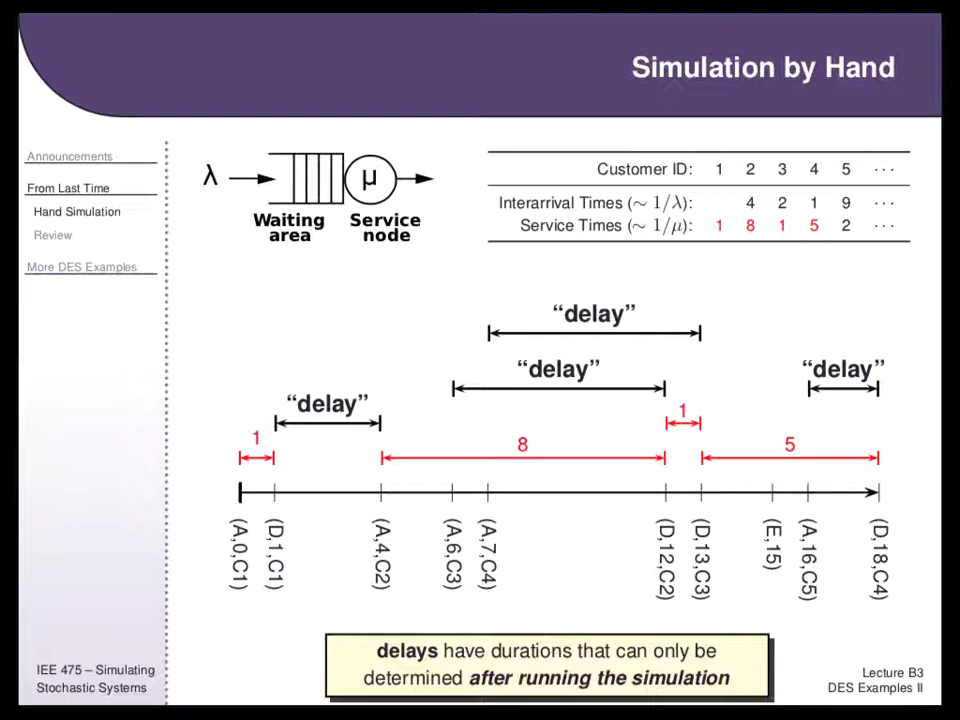 Simulation by Hand
Announcements
From Last Time
Hand Simulation
Review
More DES Examples
λ
μ
Waiting area
Service node
Customer ID: 1 2 3 4 5 ···
Interarrival Times (∼ 1/λ): 4 2 1 9 ···
Service Times (∼ 1/μ): 1 8 1 5 2 ···
“delay”
“delay”
“delay”
“delay”
1
8
1
5
(A,0,C1)
(D,1,C1)
(A,4,C2)
(A,6,C3)
(A,7,C4)
(D,12,C2)
(D,13,C3)
(E,15)
(A,16,C5)
(D,18,C4)
delays have durations that can only be
determined after running the simulation
IEE 475 – Simulating
Stochastic Systems
Lecture B3
DES Examples II